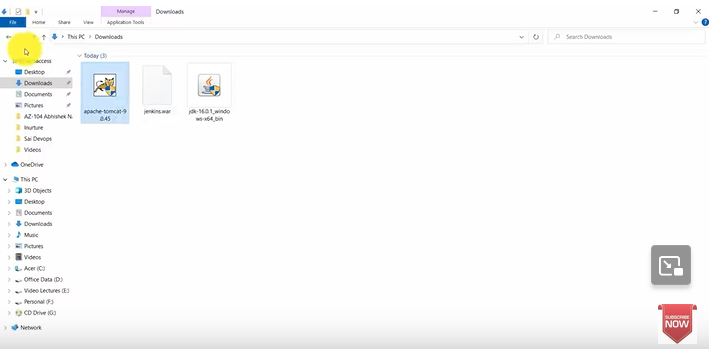 Manage
Downloads
File
Home
Share
View
Application Tools
This PC
Downloads
Search Downloads
Today (3)
Desktop
Downloads
Documents
Pictures
AZ-104 Abhishek N
Inurture
Sai Devops
Videos
OneDrive
This PC
3D Objects
Desktop
Documents
Downloads
Music
Pictures
Videos
Acer (C:)
Office Data (D:)
Video Lectures (E:)
Personal (F:)
CD Drive (G:)
Network
apache-tomcat-9
.0.45
jenkins.war
jdk-16.0.1_windo
ws-x64_bin
SUBSCRIBE
NOW